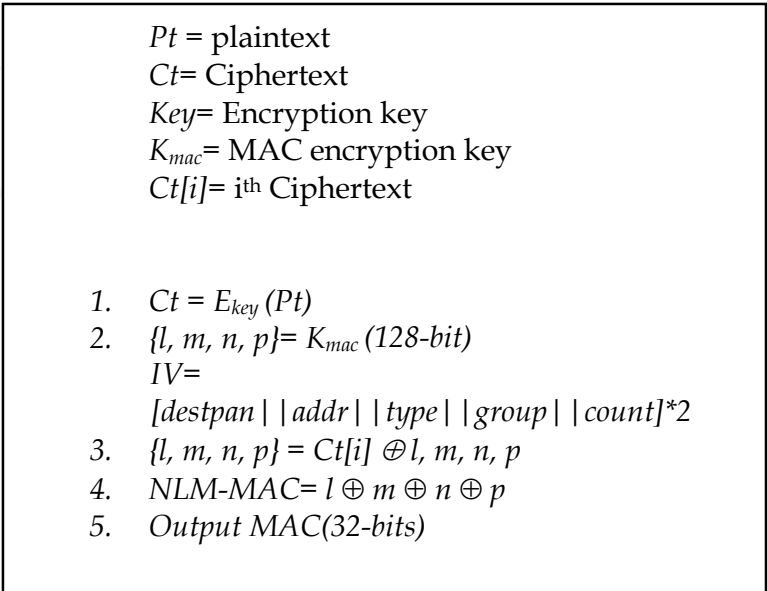 Pt = plaintext
Ct= Ciphertext
Key= Encryption key
Kmac= MAC encryption key
Ct[i]= ith Ciphertext
1. Ct = Ekey (Pt)
2. {l, m, n, p}= Kmac (128-bit)
IV=
[destpan||addr||type||group||count]*2
3. {l, m, n, p} = Ct[i] ⊕ l, m, n, p
4. NLM-MAC= l ⊕ m ⊕ n ⊕ p
5. Output MAC(32-bits)